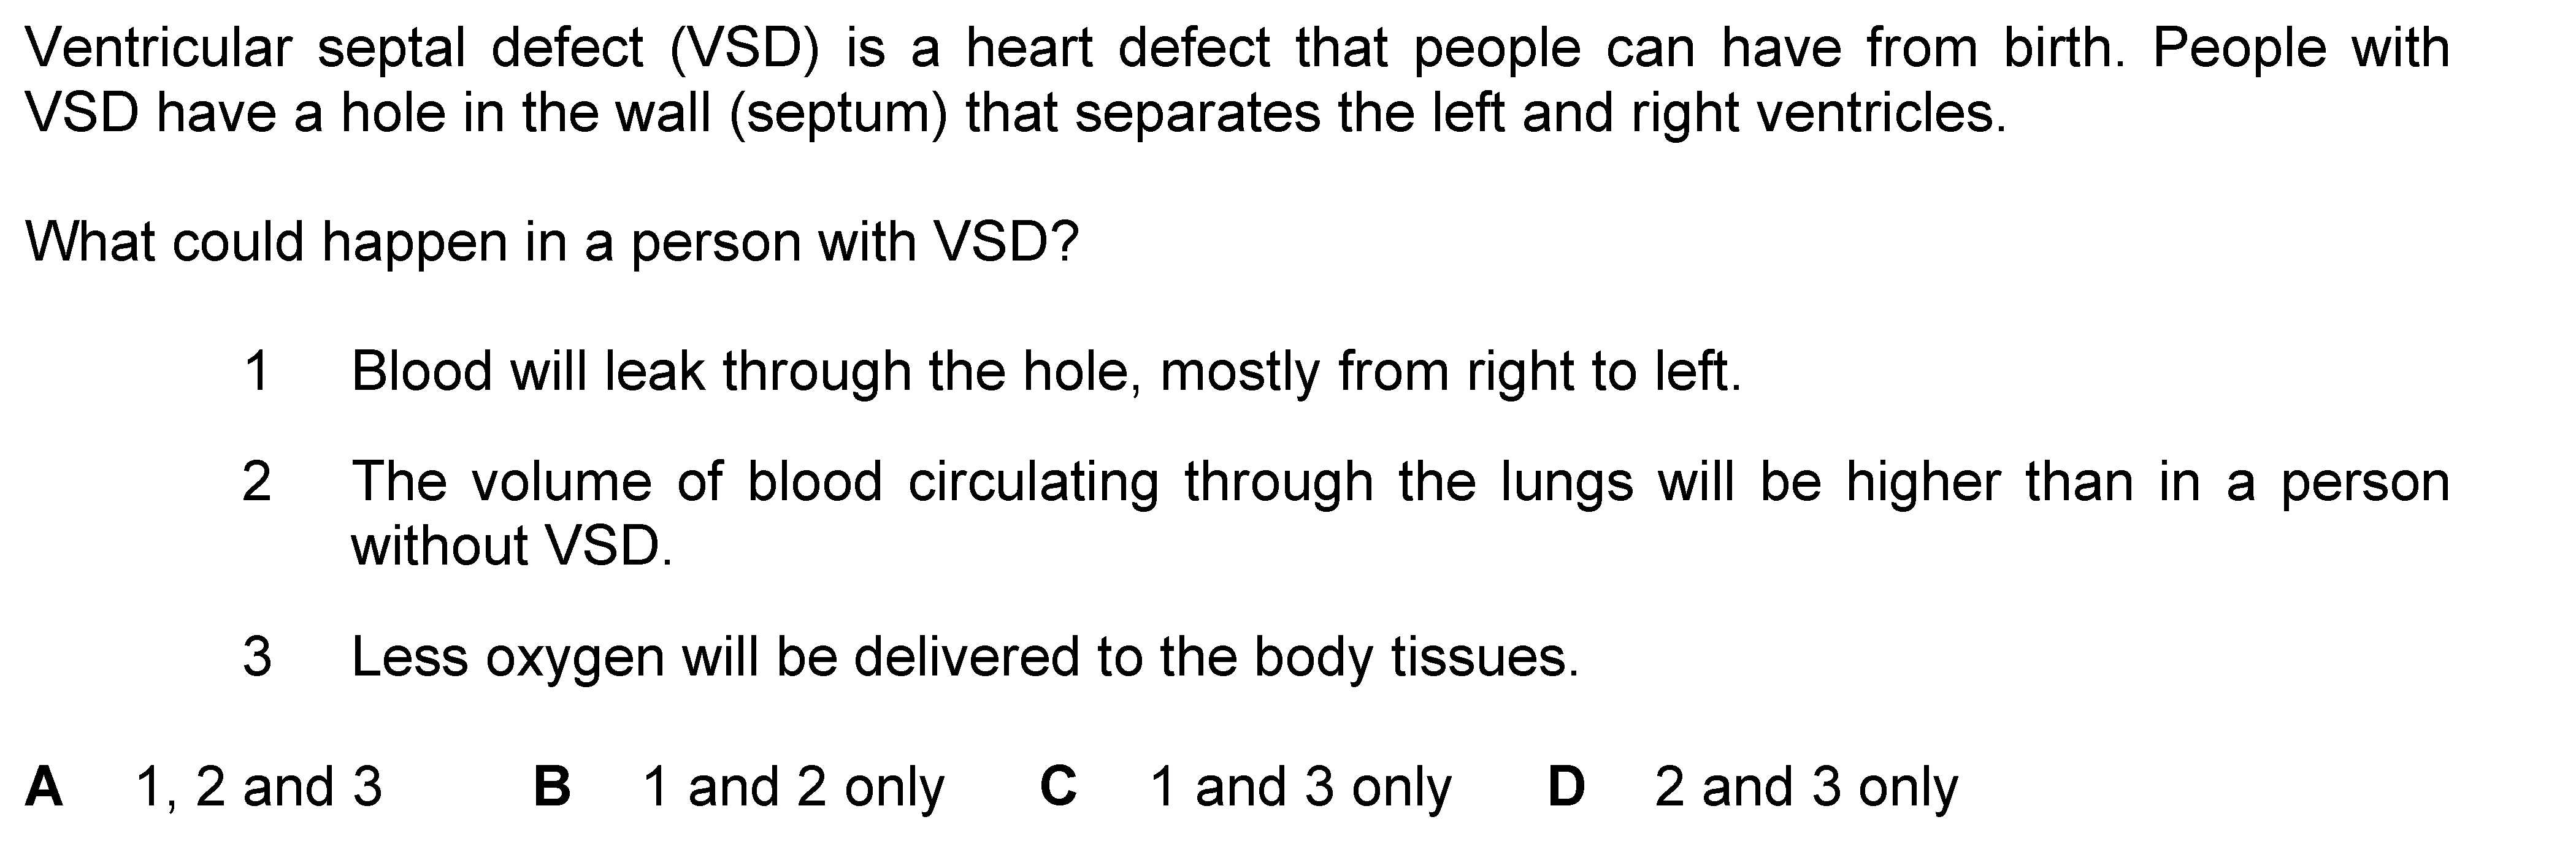 Ventricular septal defect (VSD) is a heart defect that people can have from birth. People with
VSD have a hole in the wall (septum) that separates the left and right ventricles.
What could happen in a person with VSD?
1 Blood will leak through the hole, mostly from right to left.
2 The volume of blood circulating through the lungs will be higher than in a person
without VSD.
3 Less oxygen will be delivered to the body tissues.
A 1, 2 and 3 B 1 and 2 only C 1 and 3 only D 2 and 3 only